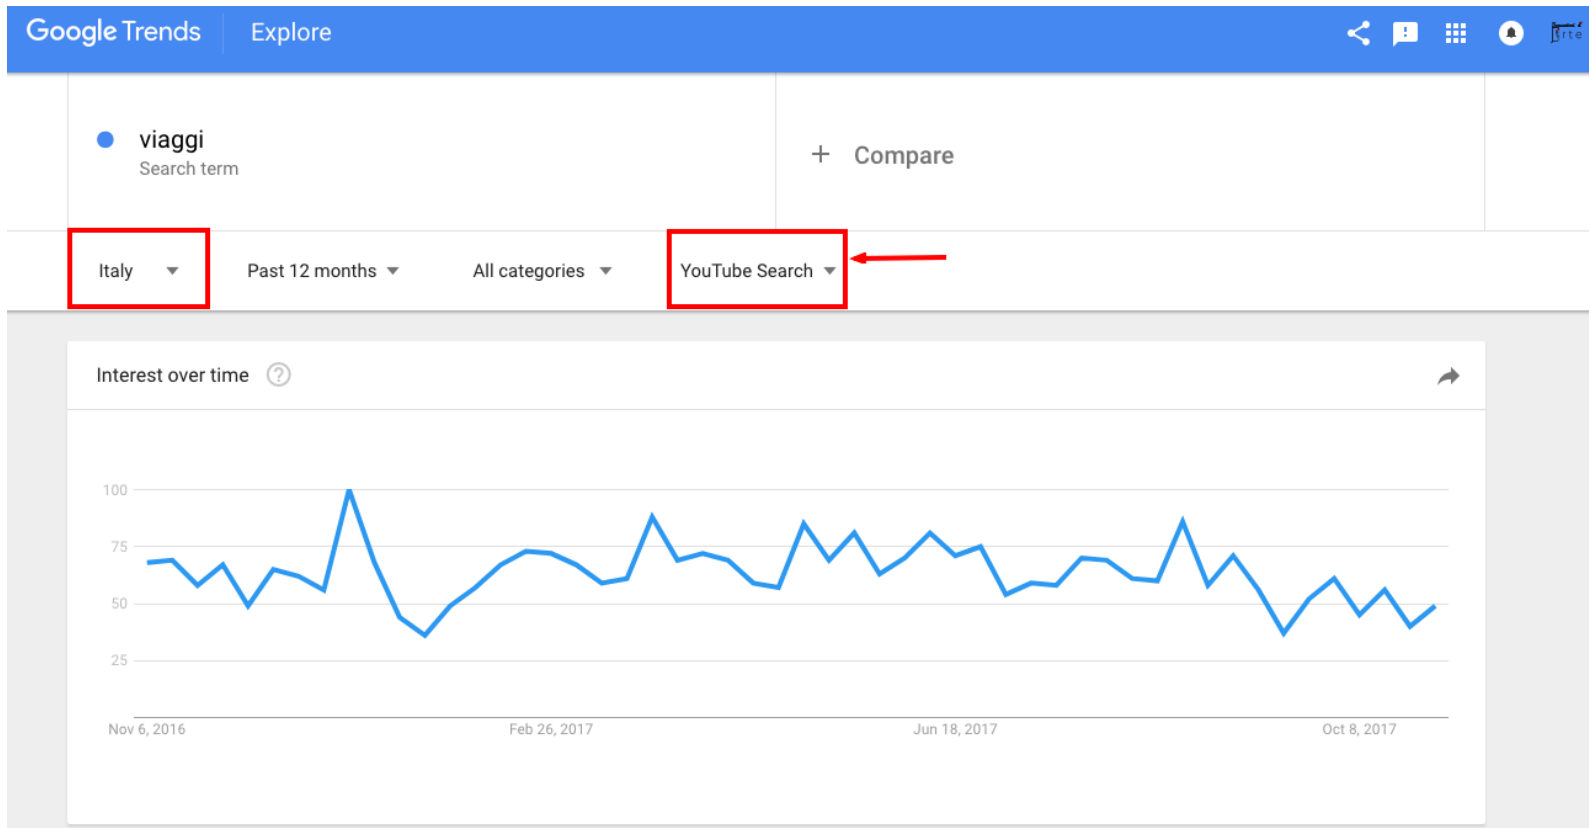 Google Trends Explore
viaggi
Search term
+ Compare
Italy Past 12 months All categories YouTube Search
Interest over time ?
100
75
50
25
Nov 6, 2016 Feb 26, 2017 Jun 18, 2017 Oct 8, 2017